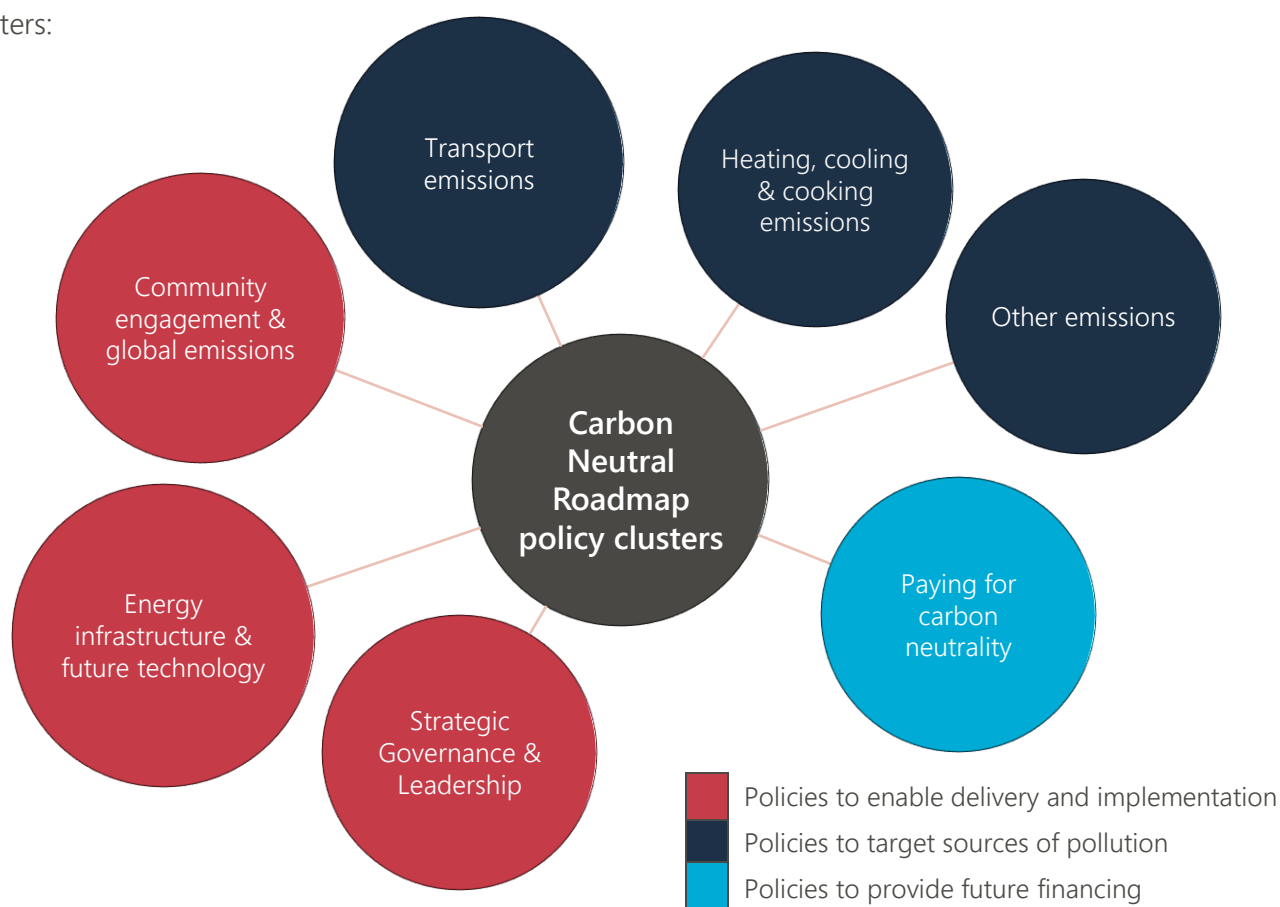 ters:
Transport
emissions
Heating, cooling
& cooking
emissions
Community
engagement &
global emissions
Other emissions
Carbon
Neutral
Roadmap
policy clusters
Energy
infrastructure &
future technology
Paying for
carbon
neutrality
Strategic
Governance &
Leadership
Policies to enable delivery and implementation
Policies to target sources of pollution
Policies to provide future financing